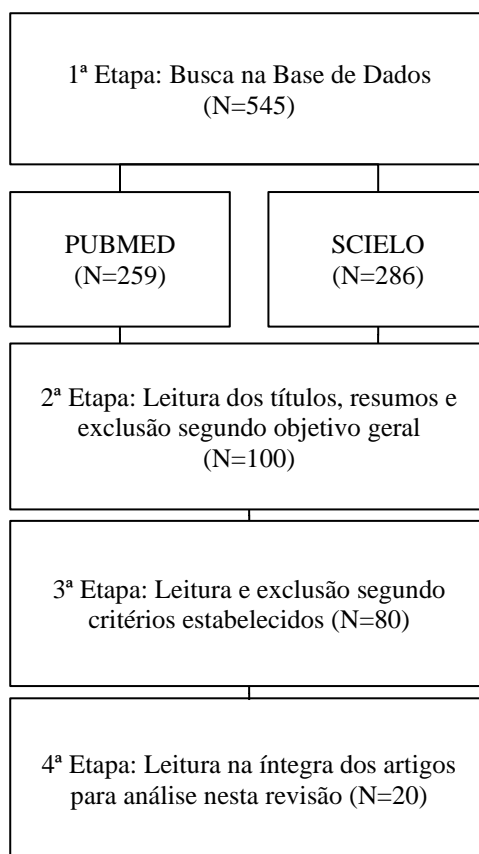 1ª Etapa: Busca na Base de Dados
(N=545)
PUBMED
(N=259)
SCIELO
(N=286)
2ª Etapa: Leitura dos títulos, resumos e
exclusão segundo objetivo geral
(N=100)
3ª Etapa: Leitura e exclusão segundo
critérios estabelecidos (N=80)
4ª Etapa: Leitura na íntegra dos artigos
para análise nesta revisão (N=20)